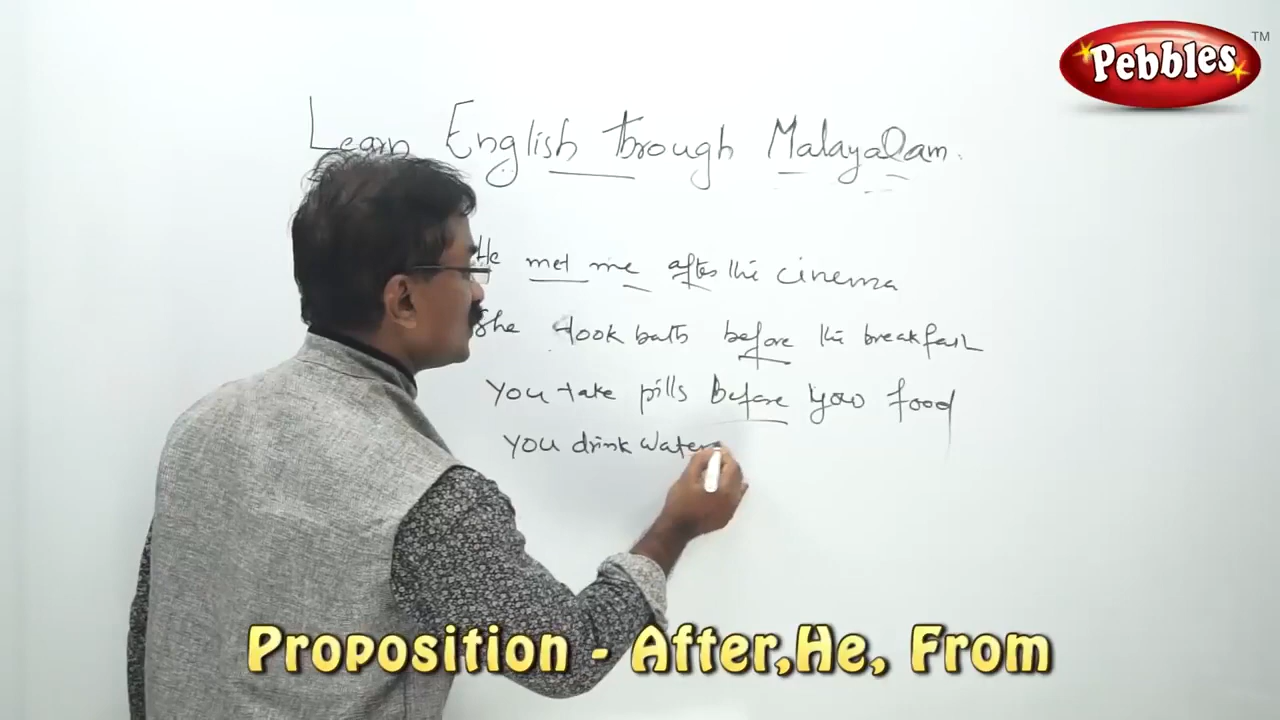 Pebbles TM
Learn English through Malayalam.
He met me after the cinema
She took bath before the breakfast
You take pills before your food
You drink water
Proposition - After,He, From